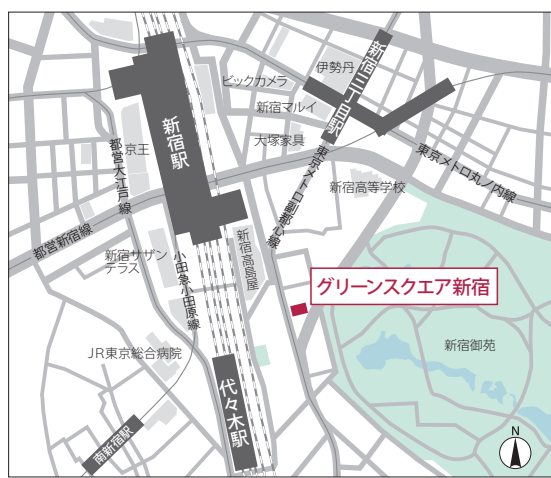 ビックカメラ
伊勢丹
新宿三丁目駅
新宿マルイ
大塚家具
新宿駅
京王
都営大江戸線
東京メトロ副都心線
東京メトロ丸ノ内線
新宿高等学校
都営新宿線
新宿サザン
テラス
小田急小田原線
新宿高島屋
グリーンスクエア新宿
新宿御苑
JR東京総合病院
代々木駅
南新宿駅
N